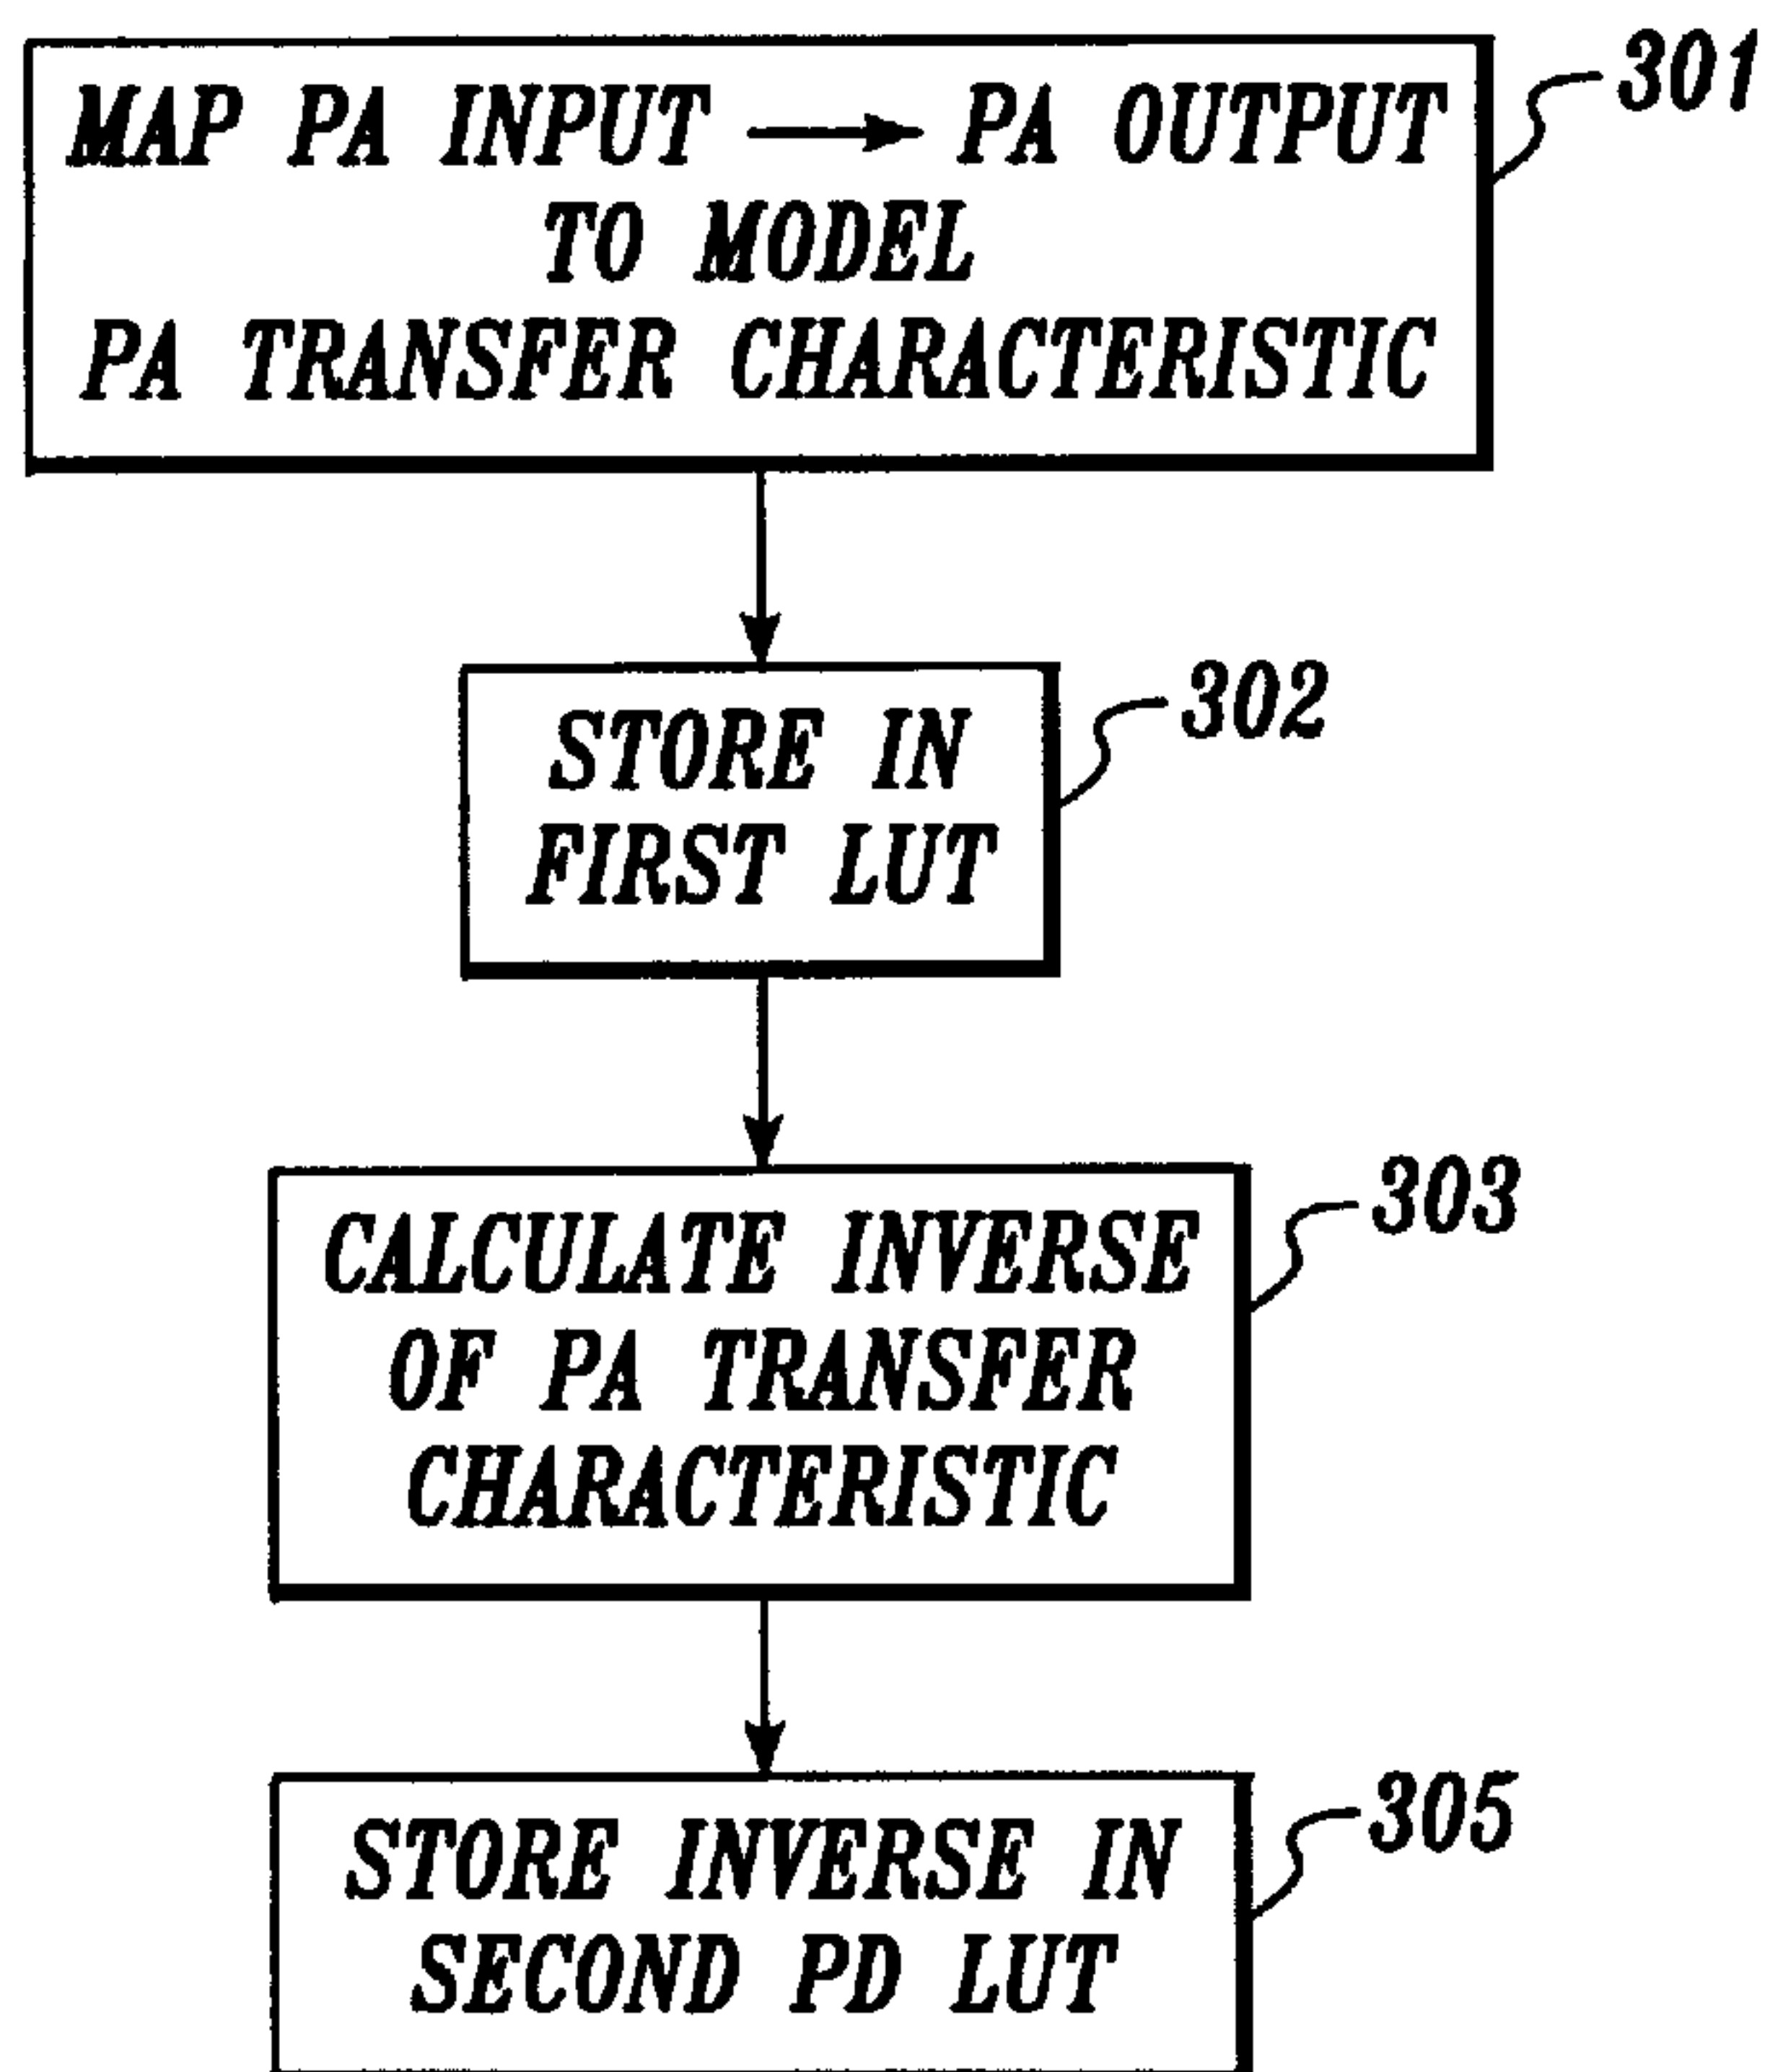 MAP PA INPUT → PA OUTPUT
TO MODEL
PA TRANSFER CHARACTERISTIC
301
STORE IN
FIRST LUT
302
CALCULATE INVERSE
OF PA TRANSFER
CHARACTERISTIC
303
STORE INVERSE IN
SECOND PD LUT
305